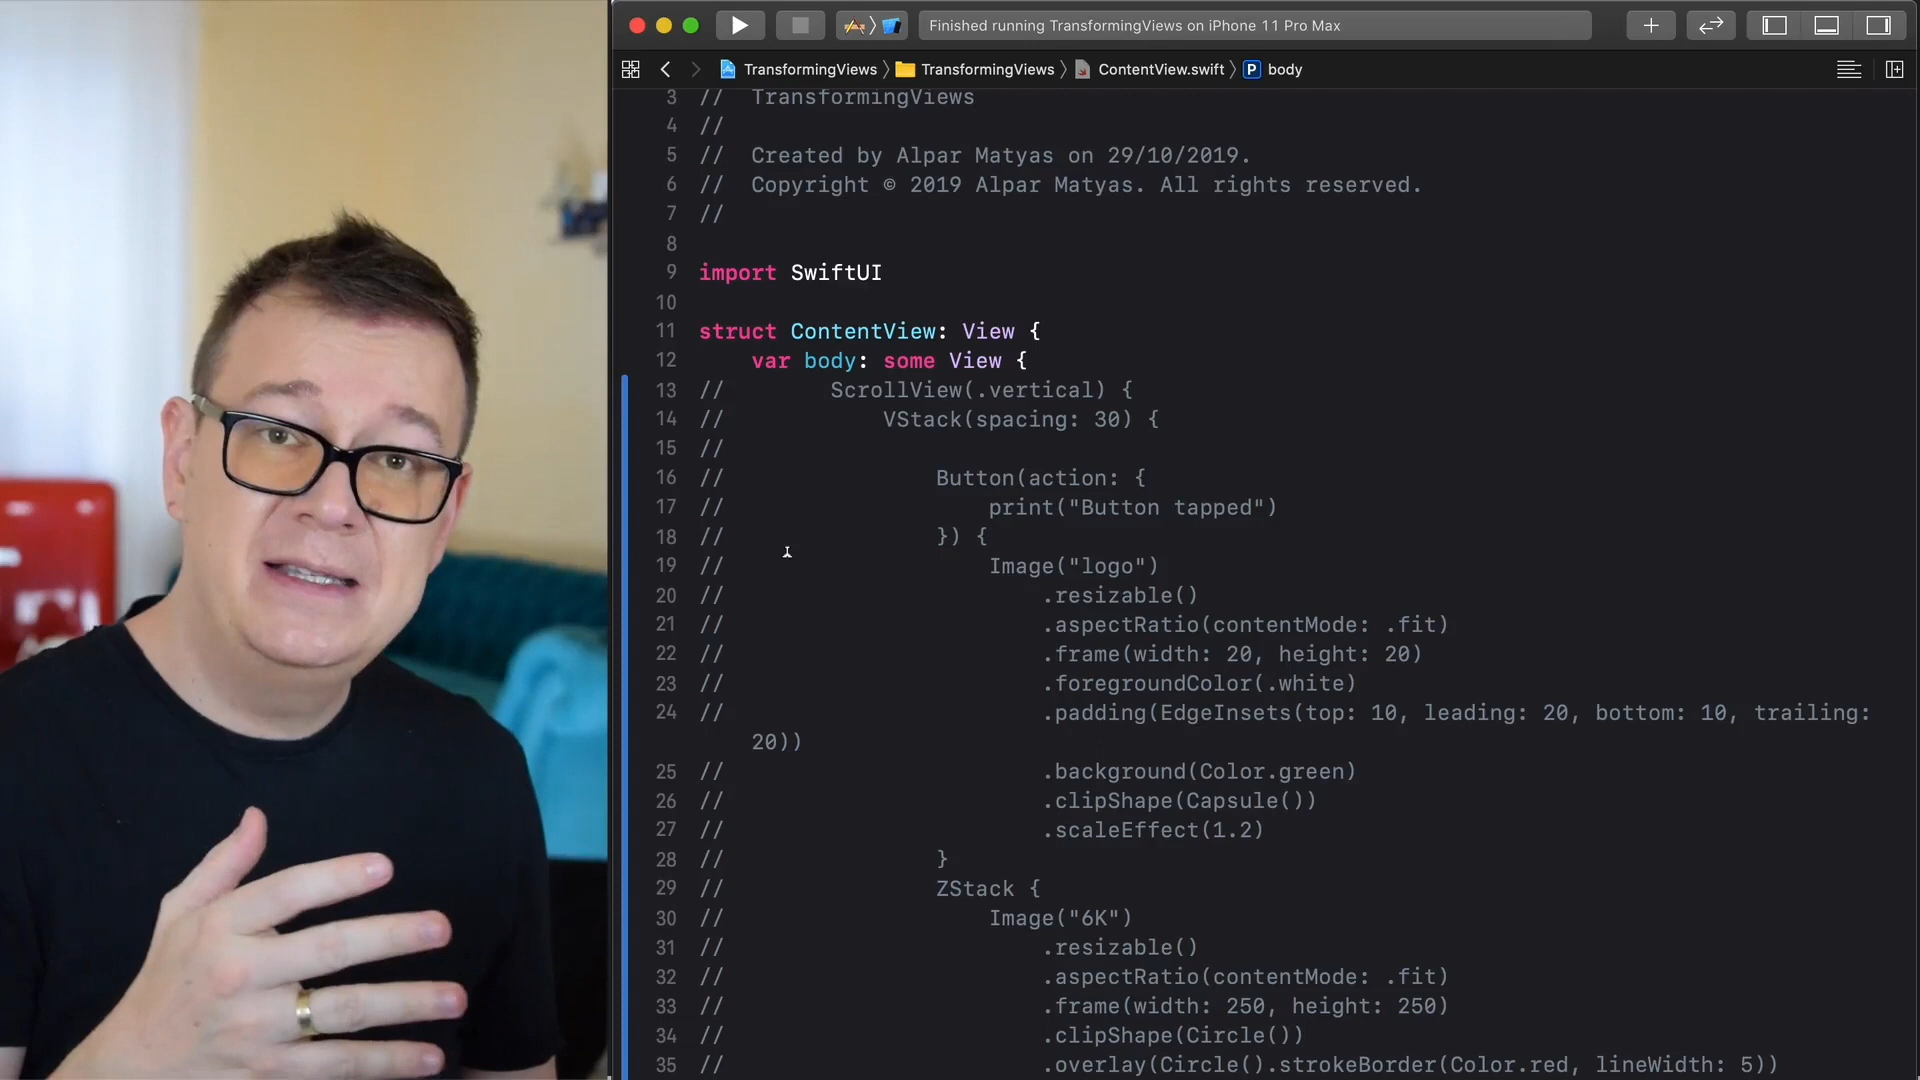 Finished running TransformingViews on iPhone 11 Pro Max
TransformingViews 〉 TransformingViews 〉 ContentView.swift 〉 P body
3 //  TransformingViews
4 //
5 //  Created by Alpar Matyas on 29/10/2019.
6 //  Copyright © 2019 Alpar Matyas. All rights reserved.
7 //
8
9 import SwiftUI
10
11 struct ContentView: View {
12     var body: some View {
13 //        ScrollView(.vertical) {
14 //            VStack(spacing: 30) {
15 //
16 //                Button(action: {
17 //                    print("Button tapped")
18 //                }) {
19 //                    Image("logo")
20 //                        .resizable()
21 //                        .aspectRatio(contentMode: .fit)
22 //                        .frame(width: 20, height: 20)
23 //                        .foregroundColor(.white)
24 //                        .padding(EdgeInsets(top: 10, leading: 20, bottom: 10, trailing:
20))
25 //                        .background(Color.green)
26 //                        .clipShape(Capsule())
27 //                        .scaleEffect(1.2)
28 //                }
29 //                ZStack {
30 //                    Image("6K")
31 //                        .resizable()
32 //                        .aspectRatio(contentMode: .fit)
33 //                        .frame(width: 250, height: 250)
34 //                        .clipShape(Circle())
35 //                        .overlay(Circle().strokeBorder(Color.red, lineWidth: 5))